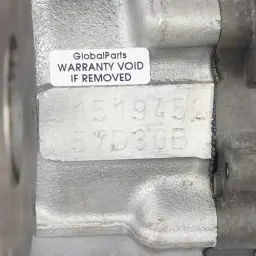 GlobalParts
WARRANTY VOID
IF REMOVED
151945
57D30B